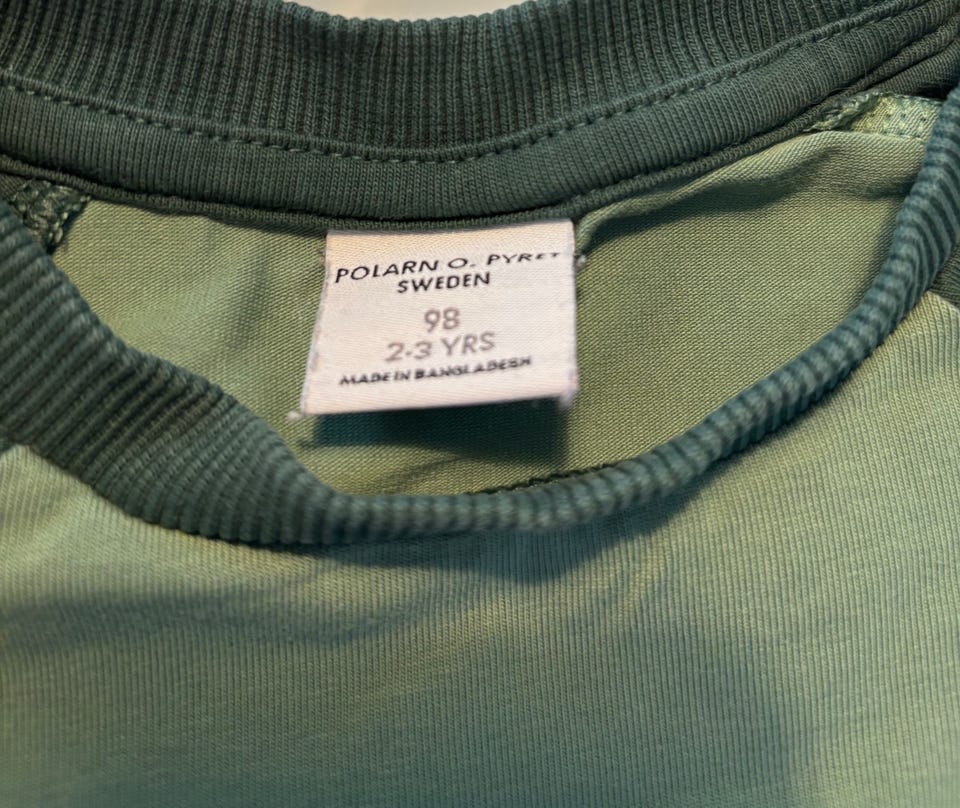 POLARN O. PYRET
SWEDEN
98
2-3 YRS
MADE IN BANGLADESH